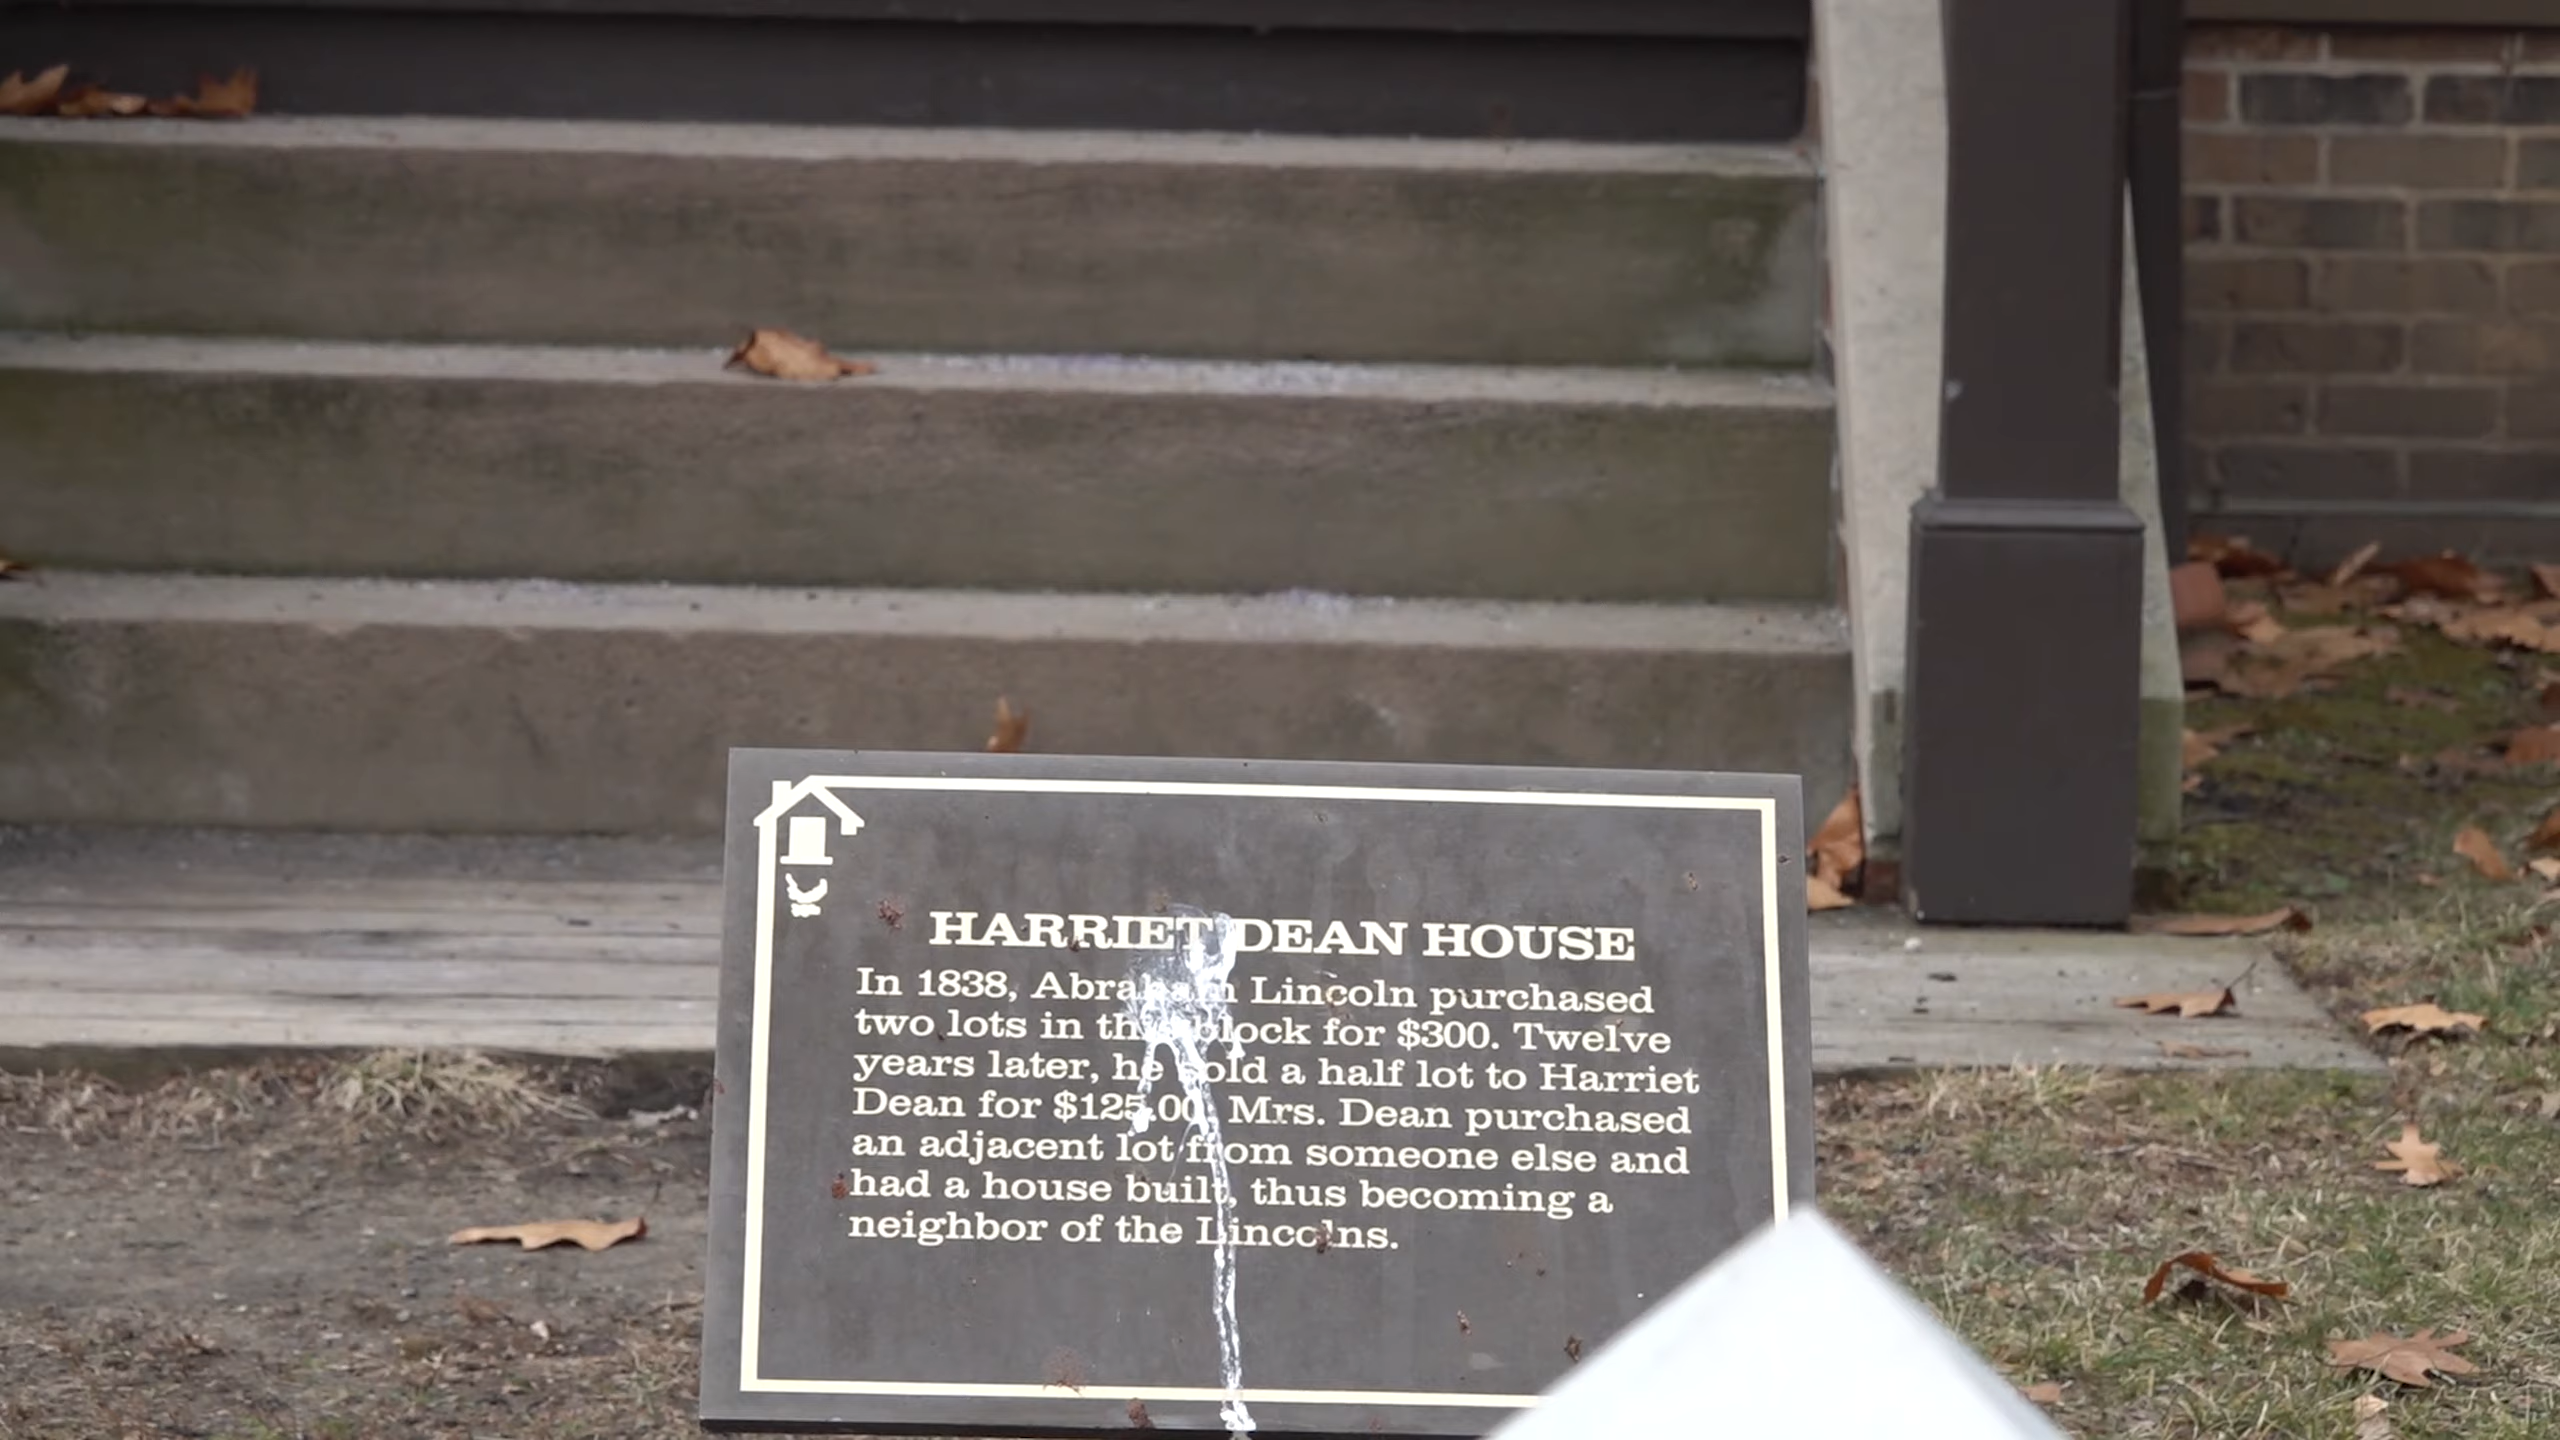 HARRIET DEAN HOUSE
In 1838, Abraham Lincoln purchased
two lots in this block for $300. Twelve
years later, he sold a half lot to Harriet
Dean for $125.00. Mrs. Dean purchased
an adjacent lot from someone else and
had a house built, thus becoming a
neighbor of the Lincolns.